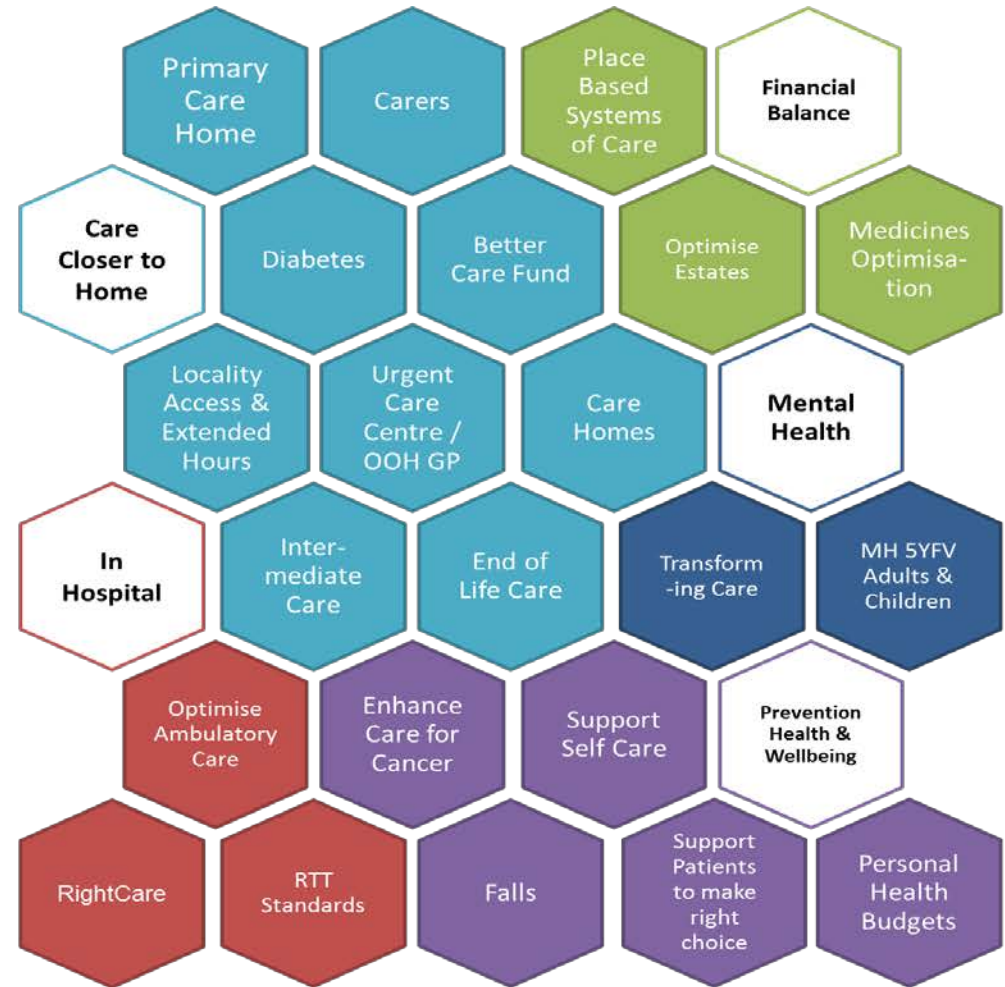 Primary
Care
Home
Carers
Place
Based
Systems
of Care
Financial
Balance
Care
Closer to
Home
Diabetes
Better
Care Fund
Optimise
Estates
Medicines
Optimisa-
tion
Locality
Access &
Extended
Hours
Urgent
Care
Centre /
OOH GP
Care
Homes
Mental
Health
In
Hospital
Inter-
mediate
Care
End of
Life Care
Transform
-ing Care
MH 5YFV
Adults &
Children
Optimise
Ambulatory
Care
Enhance
Care for
Cancer
Support
Self Care
Prevention
Health &
Wellbeing
RightCare
RTT
Standards
Falls
Support
Patients
to make
right
choice
Personal
Health
Budgets